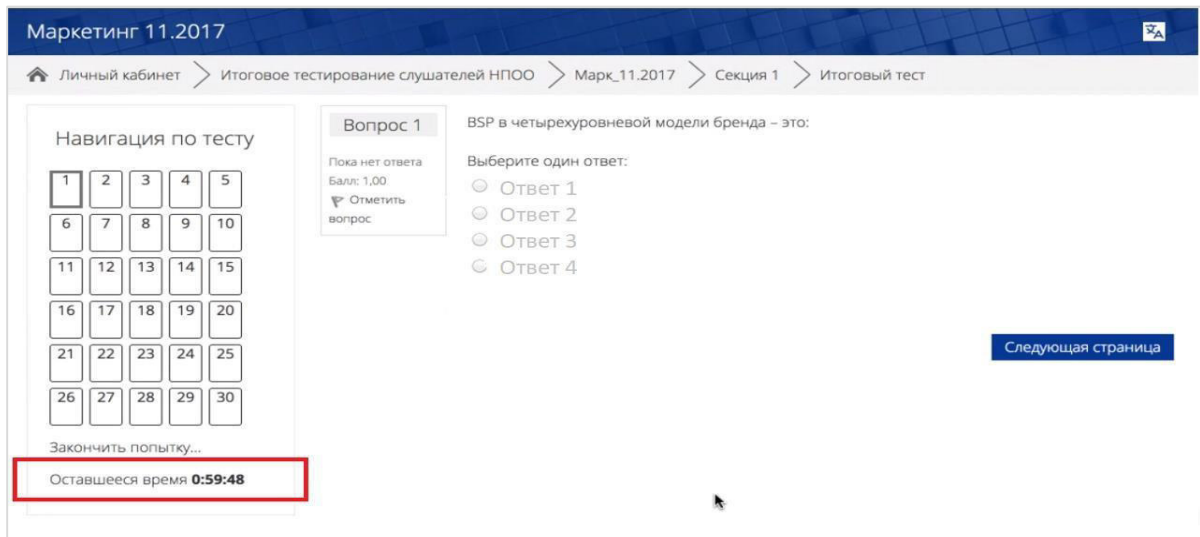 Маркетинг 11.2017
Личный кабинет Итоговое тестирование слушателей НПОО Марк_11.2017 Секция 1 Итоговый тест
Навигация по тесту
1 2 3 4 5
6 7 8 9 10
11 12 13 14 15
16 17 18 19 20
21 22 23 24 25
26 27 28 29 30
Закончить попытку...
Оставшееся время 0:59:48
Вопрос 1
Пока нет ответа
Балл: 1,00
Отметить
вопрос
BSP в четырехуровневой модели бренда – это:
Выберите один ответ:
Ответ 1
Ответ 2
Ответ 3
Ответ 4
Следующая страница